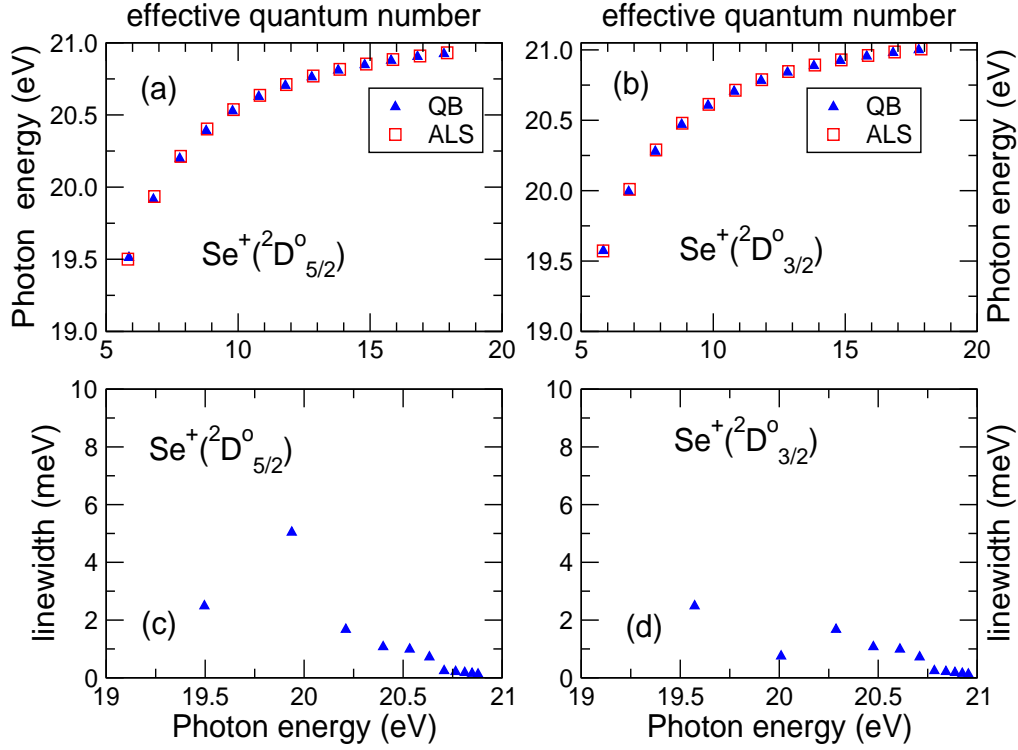 effective quantum number
effective quantum number
21.0
20.5
20.0
19.5
19.0
Photon energy (eV)
(a)
QB
ALS
Se⁺(²Dᵒ₅/₂)
5 10 15 20
21.0
20.5
20.0
19.5
19.0
Photon energy (eV)
(b)
QB
ALS
Se⁺(²Dᵒ₃/₂)
5 10 15 20
10
8
6
4
2
0
linewidth (meV)
Se⁺(²Dᵒ₅/₂)
(c)
19 19.5 20 20.5 21
Photon energy (eV)
10
8
6
4
2
0
linewidth (meV)
Se⁺(²Dᵒ₃/₂)
(d)
19 19.5 20 20.5 21
Photon energy (eV)